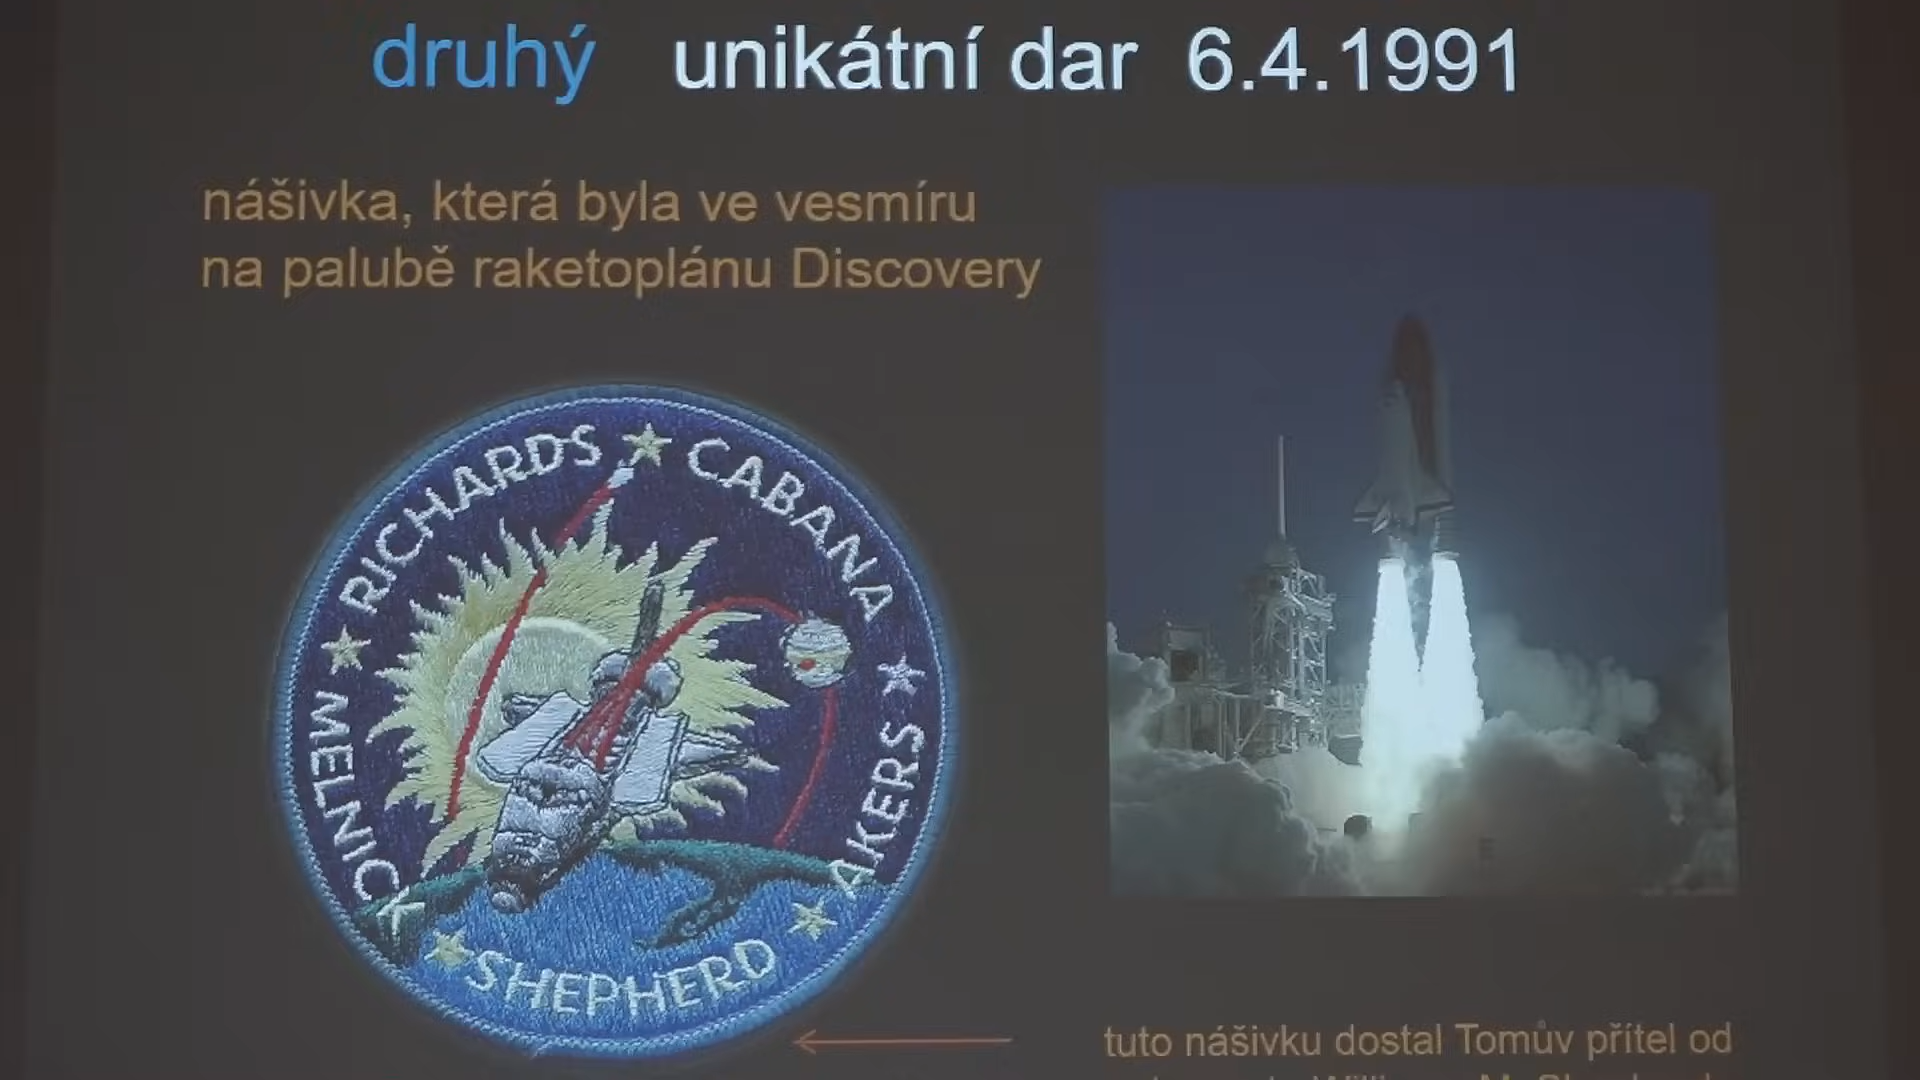 druhý unikátní dar 6.4.1991
nášivka, která byla ve vesmíru
na palubě raketoplánu Discovery
RICHARDS
CABANA
AKERS
SHEPHERD
MELNICK
tuto nášivku dostal Tomův přítel od